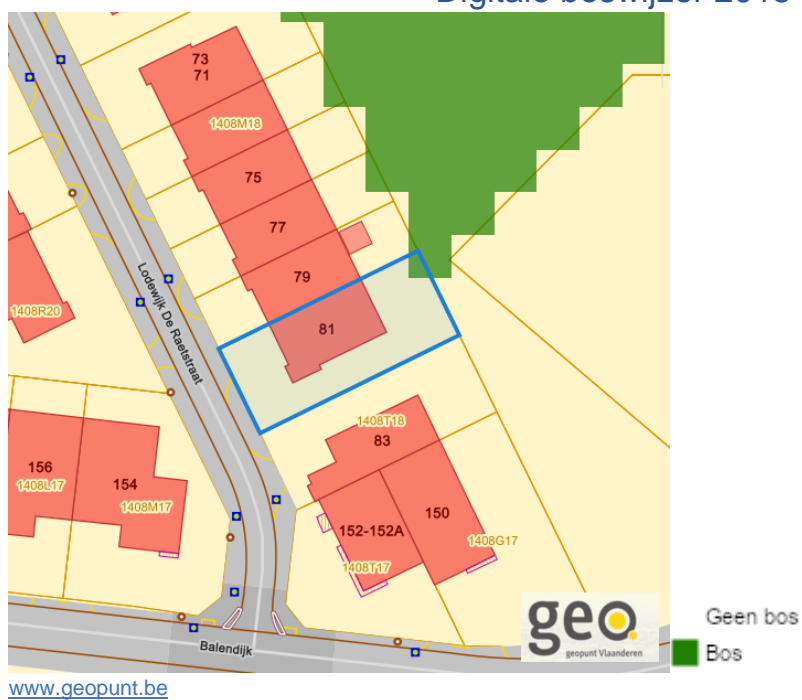 73
71
1408M18
75
77
79
81
Lodewijk De Raetstraat
1408R20
1408T18
83
156
1408L17
154
1408M17
152-152A
150
1408G17
1408T17
geo
geopunt Vlaanderen
Balendijk
Geen bos
Bos
www.geopunt.be